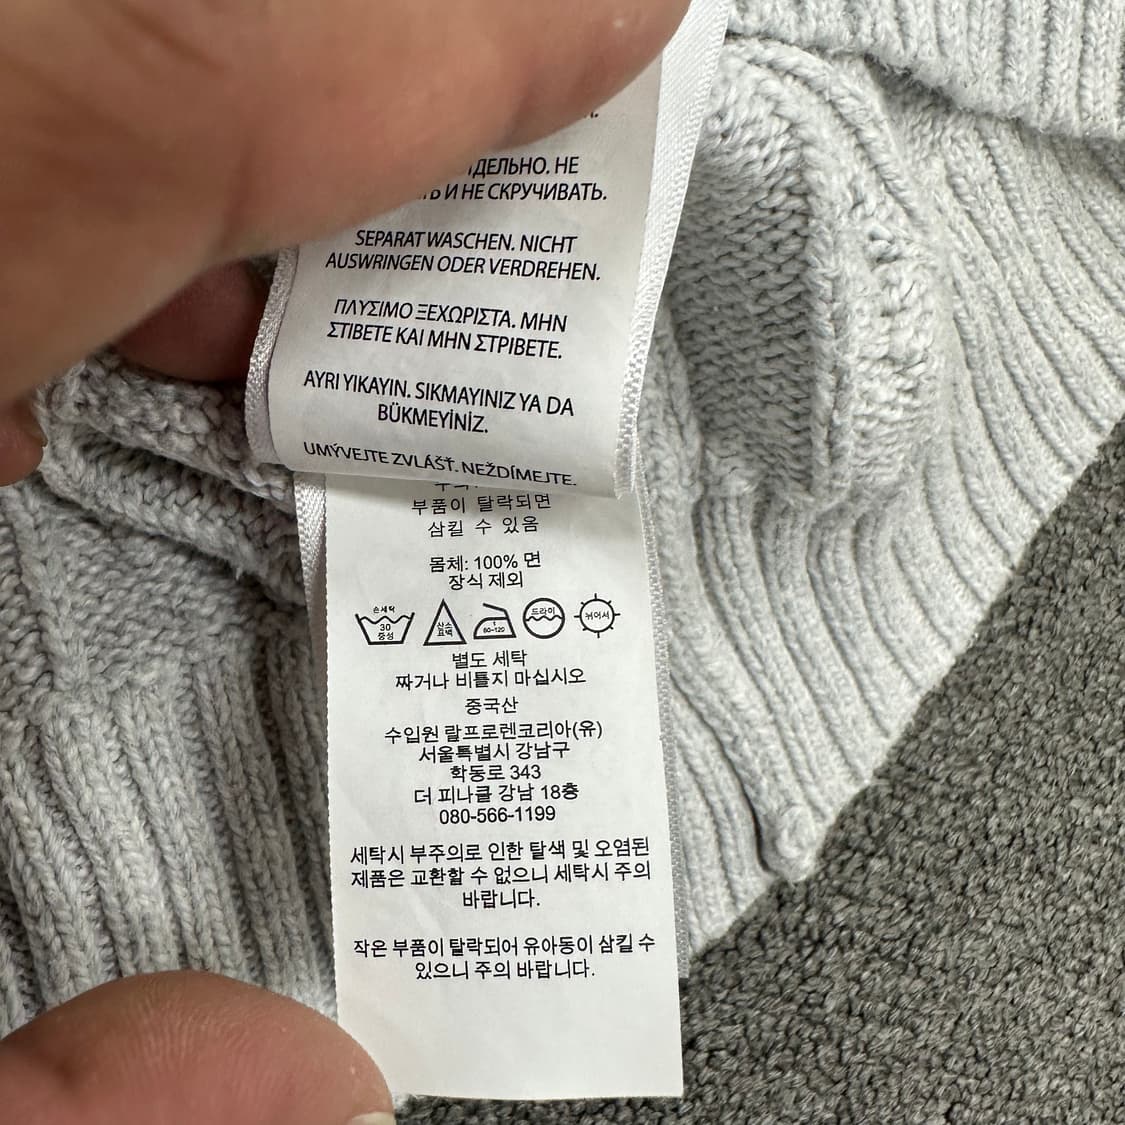 НЕ
И НЕ СКРУЧИВАТЬ.
SEPARAT WASCHEN. NICHT
AUSWRINGEN ODER VERDREHEN.
ΠΛΥΣΙΜΟ ΞΕΧΩΡΙΣΤΑ. ΜΗΝ
ΣΤΙΒΕΤΕ ΚΑΙ ΜΗΝ ΣΤΡΙΒΕΤΕ.
AYRI YIKAYIN. SIKMAYINIZ YA DA
BÜKMEYİNİZ.
UMÝVEJTE ZVLÁŠŤ. NEŽDÍMEJTE.
부품이 탈락되면
삼킬 수 있음
몸체: 100% 면
장식 제외
손세탁
30
중성
산소
표백
1
80-120
드라이
뉘어서
별도 세탁
짜거나 비틀지 마십시오
중국산
수입원 랄프로렌코리아(유)
서울특별시 강남구
학동로 343
더 피나클 강남 18층
080-566-1199
세탁시 부주의로 인한 탈색 및 오염된
제품은 교환할 수 없으니 세탁시 주의
바랍니다.
작은 부품이 탈락되어 유아동이 삼킬 수
있으니 주의 바랍니다.